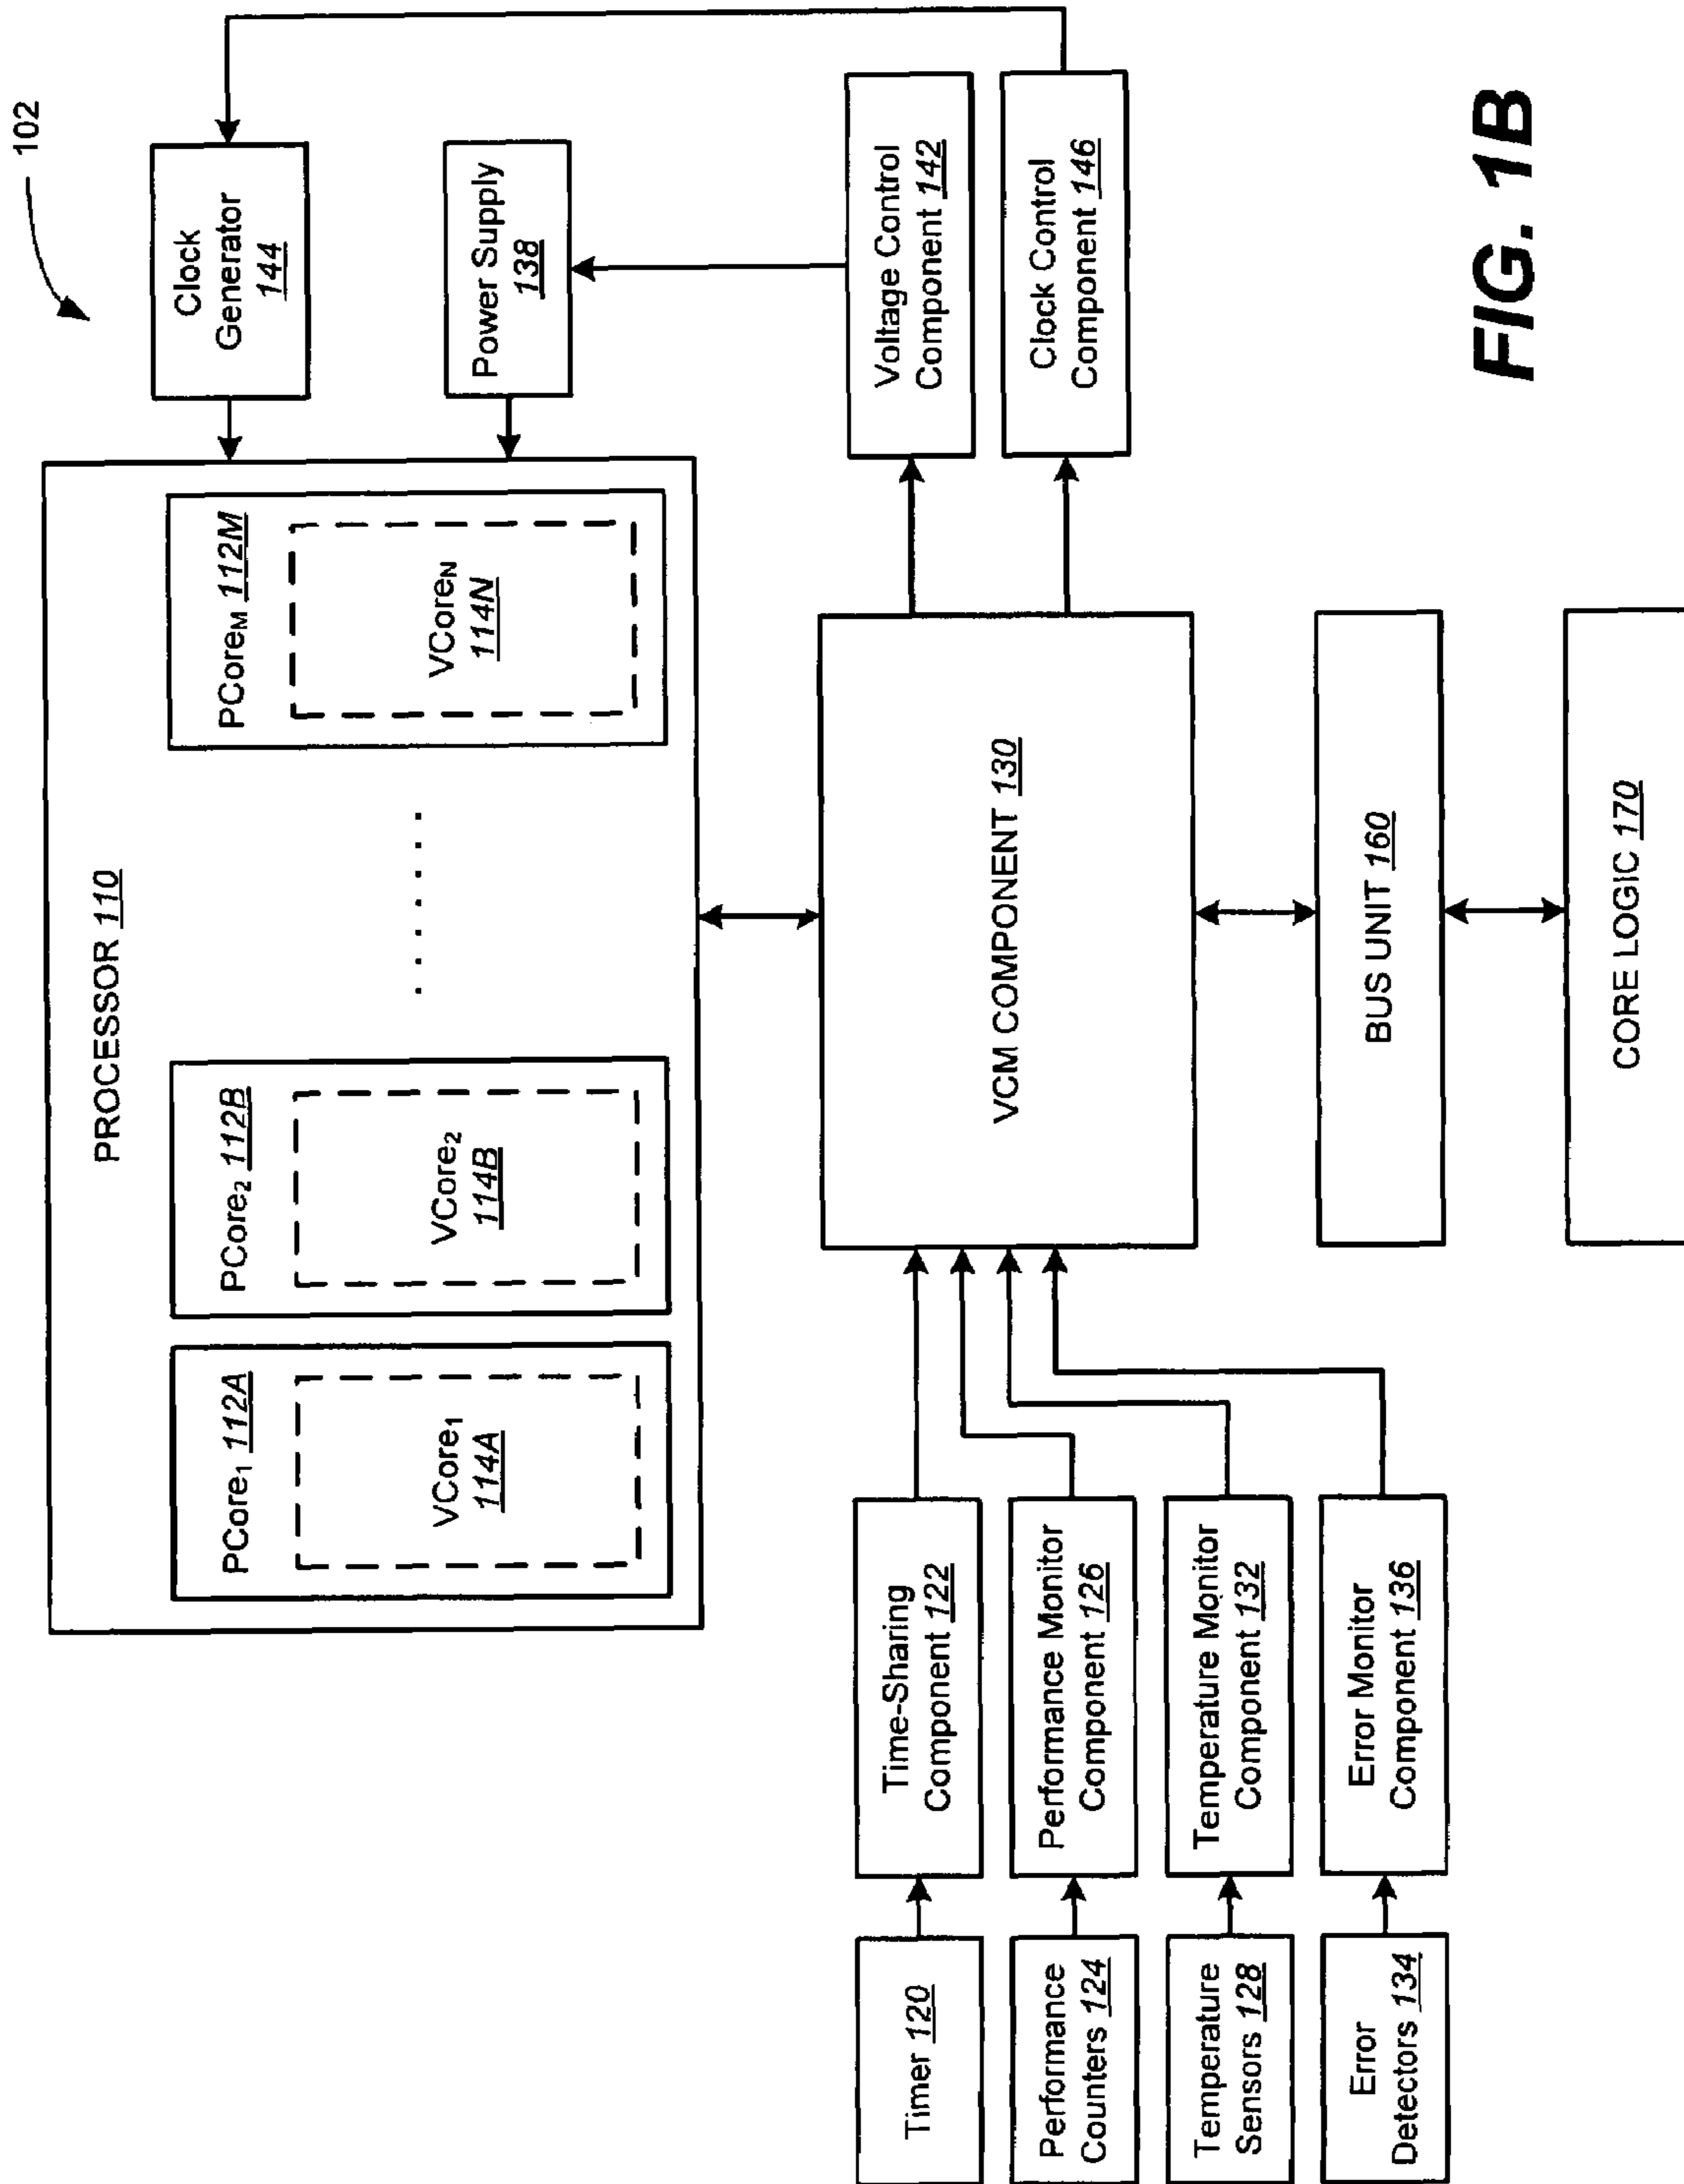 102
PROCESSOR 110
PCore1 112A
VCore1
114A
PCore2 112B
VCore2
114B
. . . . . . .
PCoreM 112M
VCoreN
114N
Clock
Generator
144
Power Supply
138
Timer 120
Time-Sharing
Component 122
Performance
Counters 124
Performance Monitor
Component 126
Temperature
Sensors 128
Temperature Monitor
Component 132
Error
Detectors 134
Error Monitor
Component 136
VCM COMPONENT 130
Voltage Control
Component 142
Clock Control
Component 146
BUS UNIT 160
CORE LOGIC 170
FIG. 1B